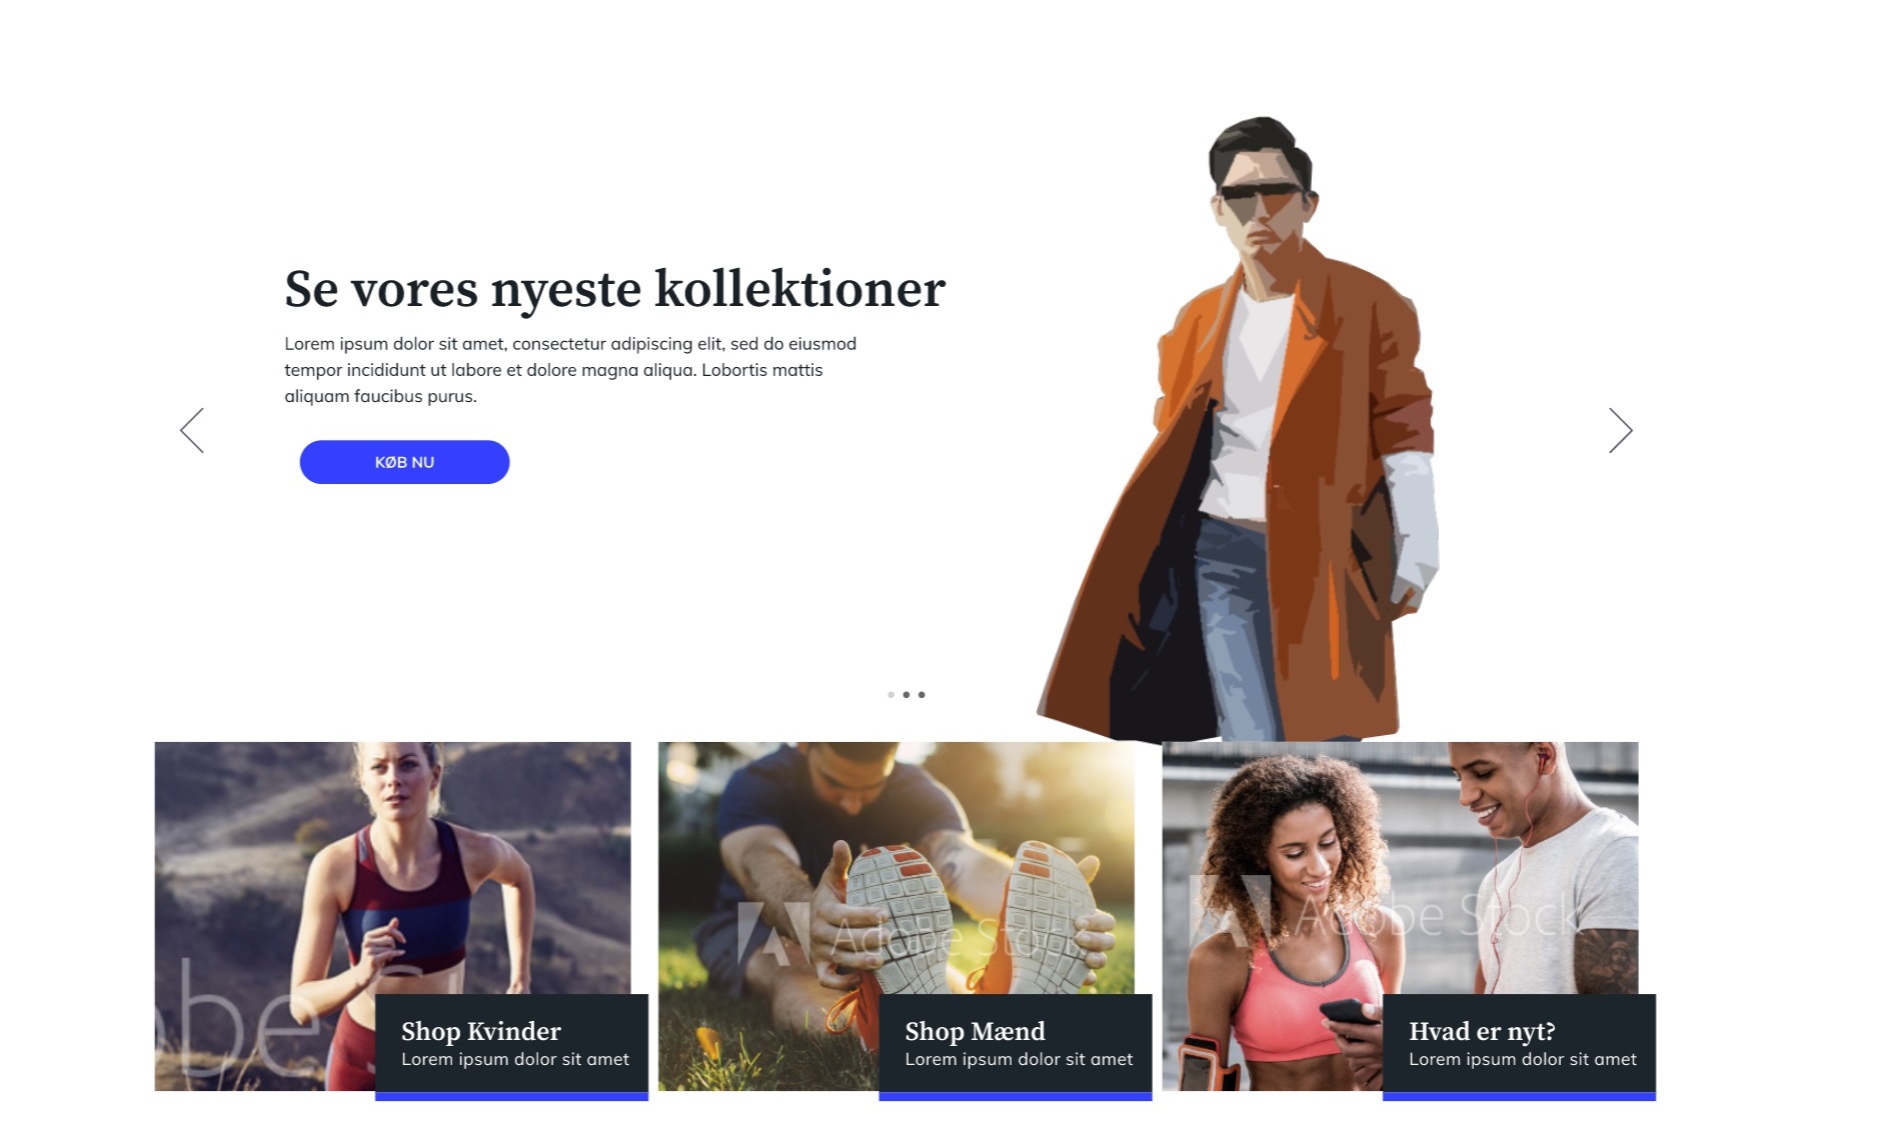 Se vores nyeste kollektioner
Lorem ipsum dolor sit amet, consectetur adipiscing elit, sed do eiusmod
tempor incididunt ut labore et dolore magna aliqua. Lobortis mattis
aliquam faucibus purus.
KØB NU
obe
Adobe Stock
Adobe Stock
Shop Kvinder
Lorem ipsum dolor sit amet
Shop Mænd
Lorem ipsum dolor sit amet
Hvad er nyt?
Lorem ipsum dolor sit amet